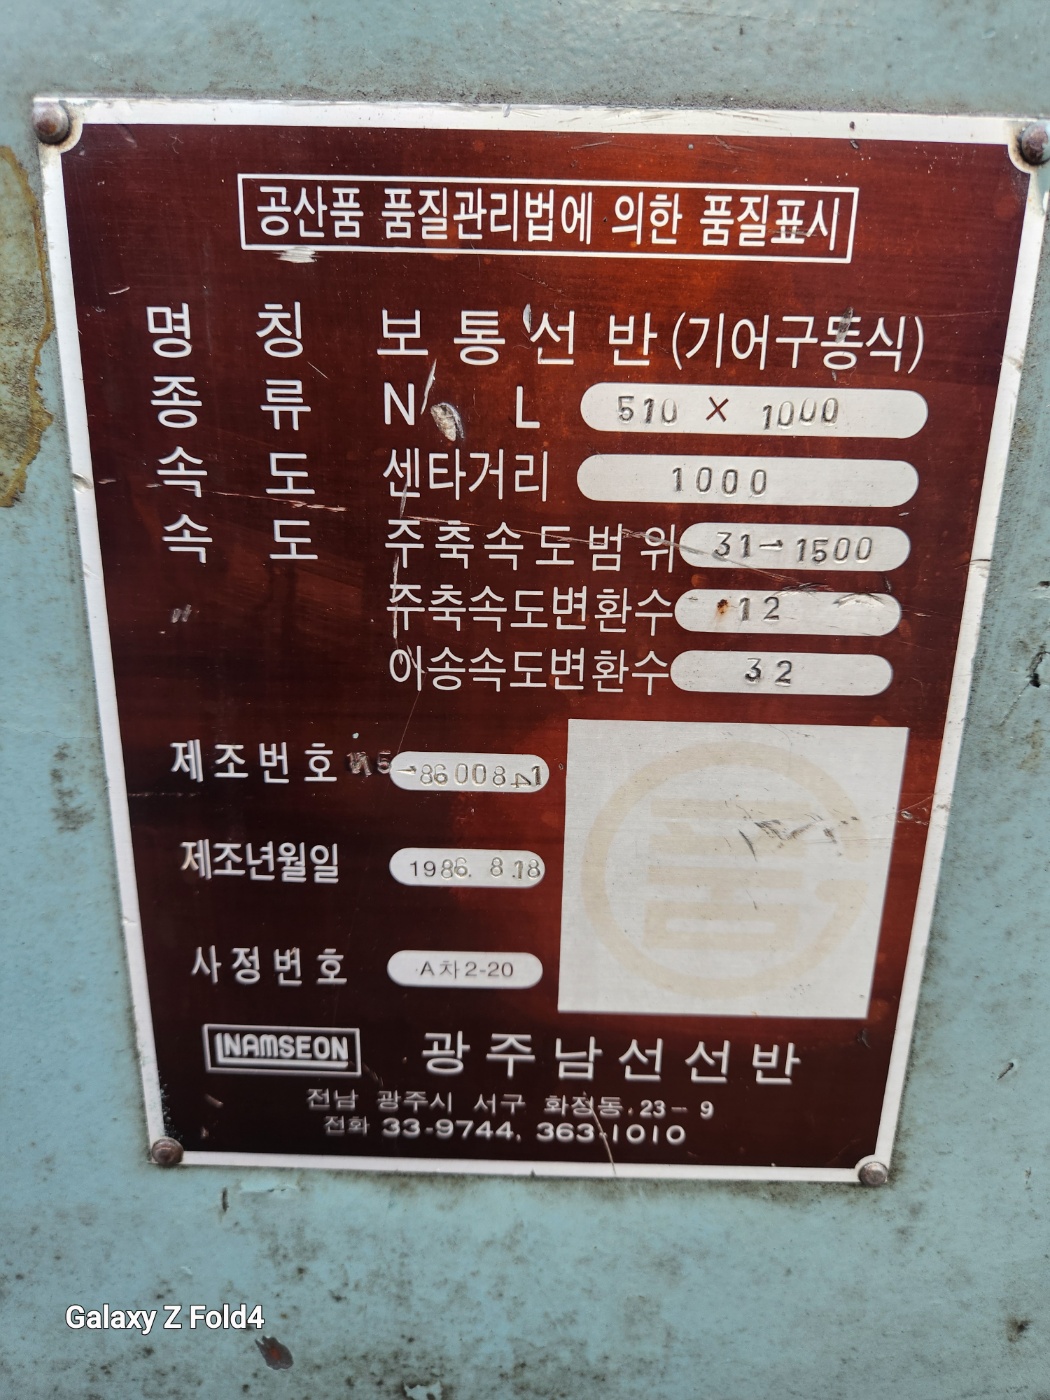 공산품 품질관리법에 의한 품질표시
명 칭 보통선반(기어구동식)
종 류 N L 510 X 1000
속 도 센타거리 1000
속 도 주축속도범위 31-1500
〃 주축속도변환수 12
이송속도변환수 32
제조번호
제조년월일 1986. 8.18
사정번호 A차2-20
NAMSEON 광주남선선반
전남 광주시 서구 화정동.23-9
전화 33-9744, 363-1010
Galaxy Z Fold4